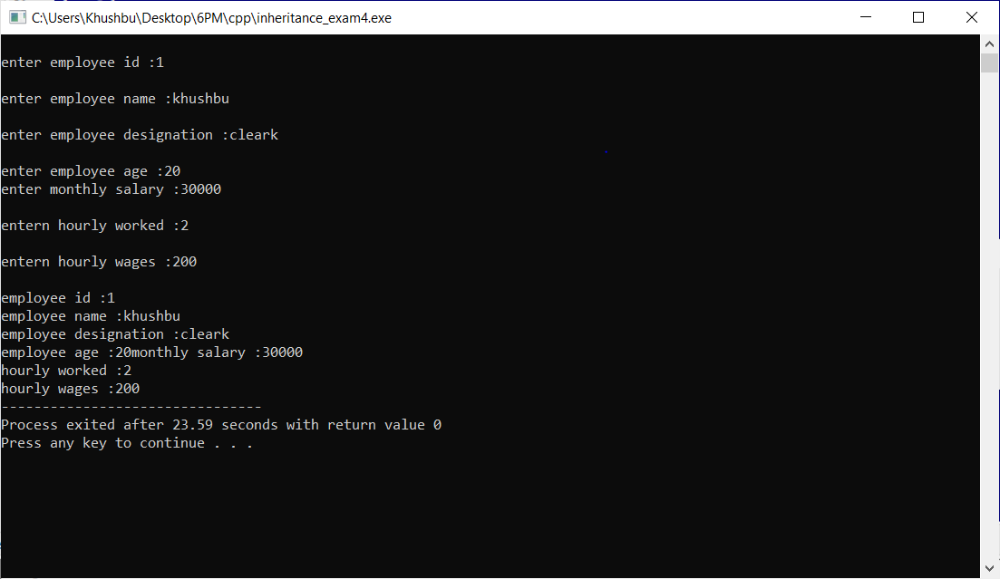 C:\Users\Khushbu\Desktop\6PM\cpp\inheritance_exam4.exe
enter employee id :1
enter employee name :khushbu
enter employee designation :cleark
enter employee age :20
enter monthly salary :30000
entern hourly worked :2
entern hourly wages :200
employee id :1
employee name :khushbu
employee designation :cleark
employee age :20monthly salary :30000
hourly worked :2
hourly wages :200
--------------------------------
Process exited after 23.59 seconds with return value 0
Press any key to continue . . .